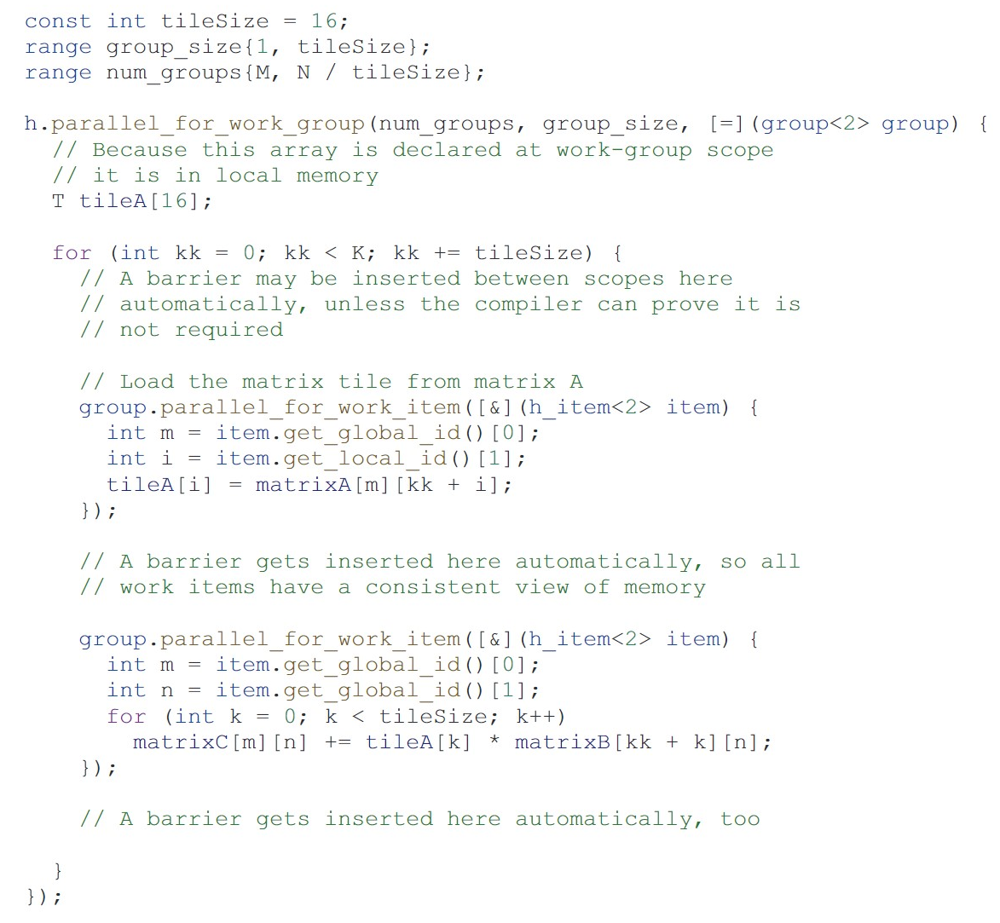 const int tileSize = 16;
range group_size{1, tileSize};
range num_groups{M, N / tileSize};
h.parallel_for_work_group(num_groups, group_size, [=](group<2> group) {
// Because this array is declared at work-group scope
// it is in local memory
T tileA[16];
for (int kk = 0; kk < K; kk += tileSize) {
// A barrier may be inserted between scopes here
// automatically, unless the compiler can prove it is
// not required
// Load the matrix tile from matrix A
group.parallel_for_work_item([&](h_item<2> item) {
int m = item.get_global_id()[0];
int i = item.get_local_id()[1];
tileA[i] = matrixA[m][kk + i];
});
// A barrier gets inserted here automatically, so all
// work items have a consistent view of memory
group.parallel_for_work_item([&](h_item<2> item) {
int m = item.get_global_id()[0];
int n = item.get_global_id()[1];
for (int k = 0; k < tileSize; k++)
matrixC[m][n] += tileA[k] * matrixB[kk + k][n];
});
// A barrier gets inserted here automatically, too
}
});